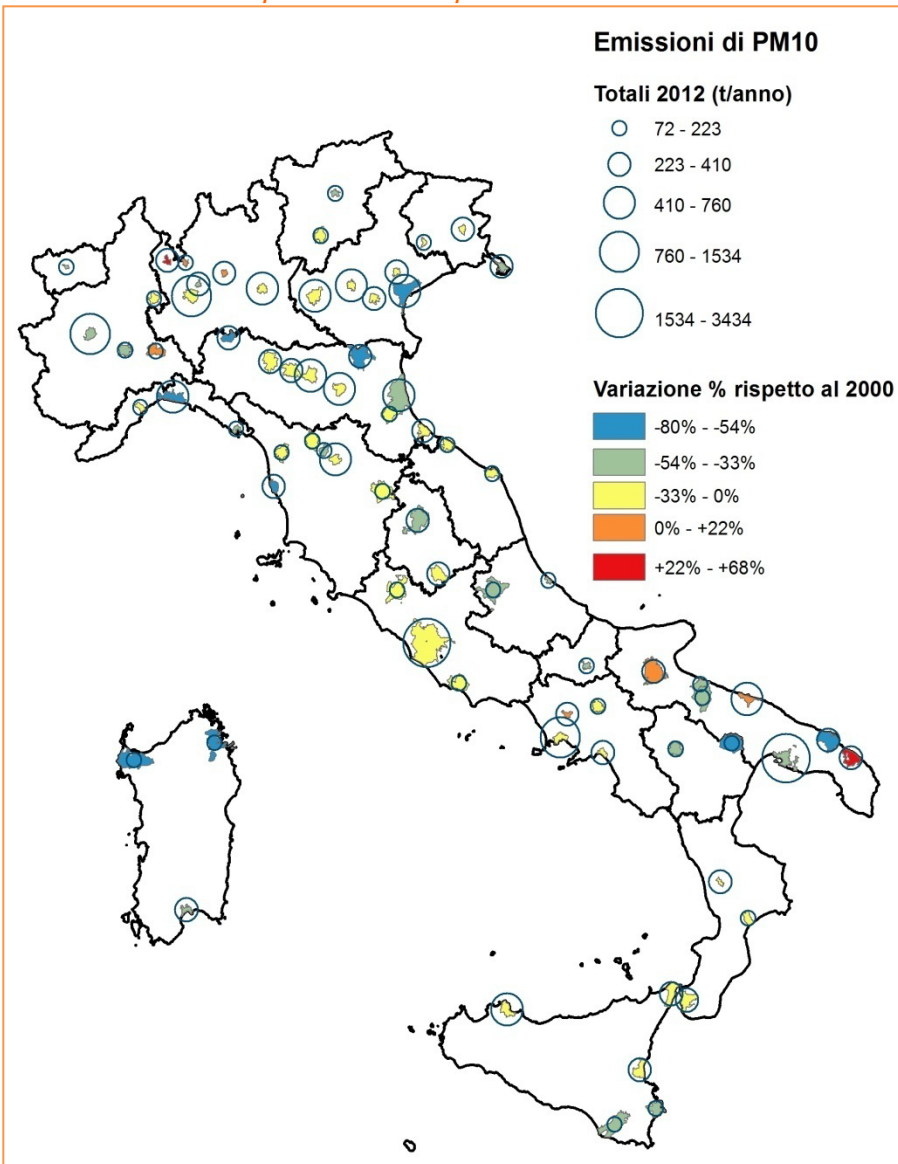 Emissioni di PM10
Totali 2012 (t/anno)
72 - 223
223 - 410
410 - 760
760 - 1534
1534 - 3434
Variazione % rispetto al 2000
-80% - -54%
-54% - -33%
-33% - 0%
0% - +22%
+22% - +68%